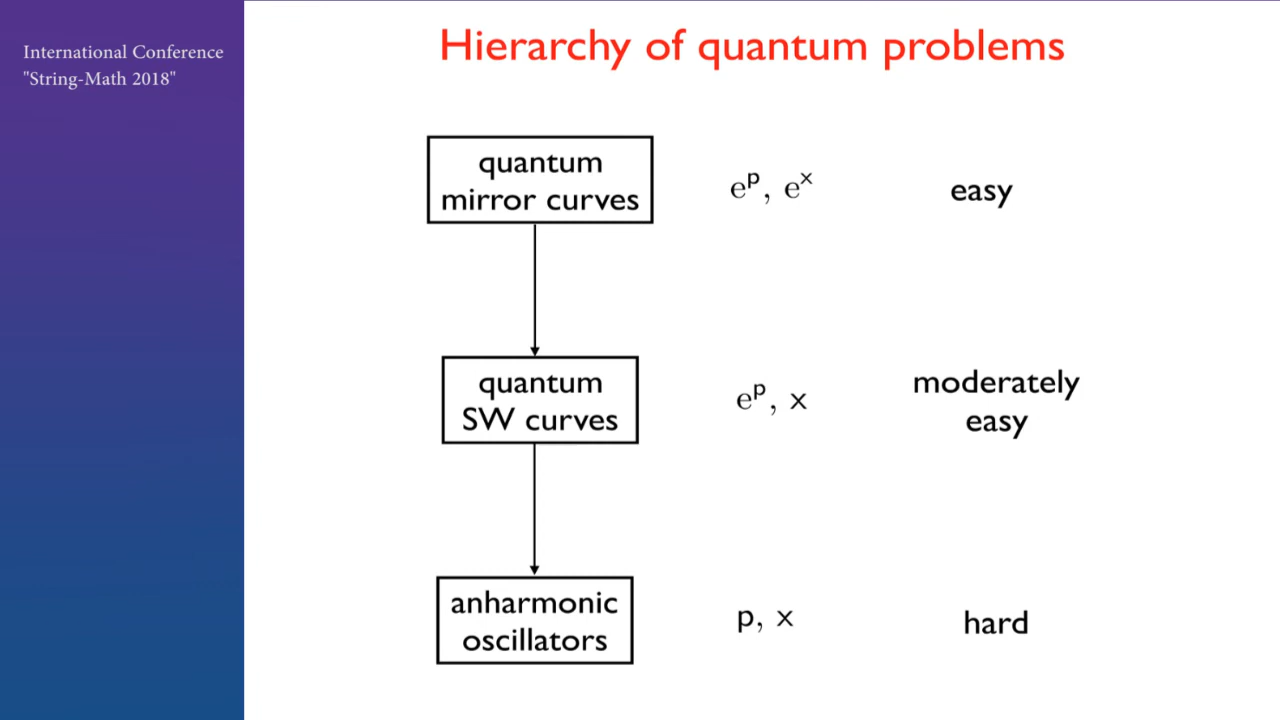 International Conference
"String-Math 2018"
Hierarchy of quantum problems
quantum
mirror curves
e^p, e^x
easy
quantum
SW curves
e^p, x
moderately
easy
anharmonic
oscillators
p, x
hard